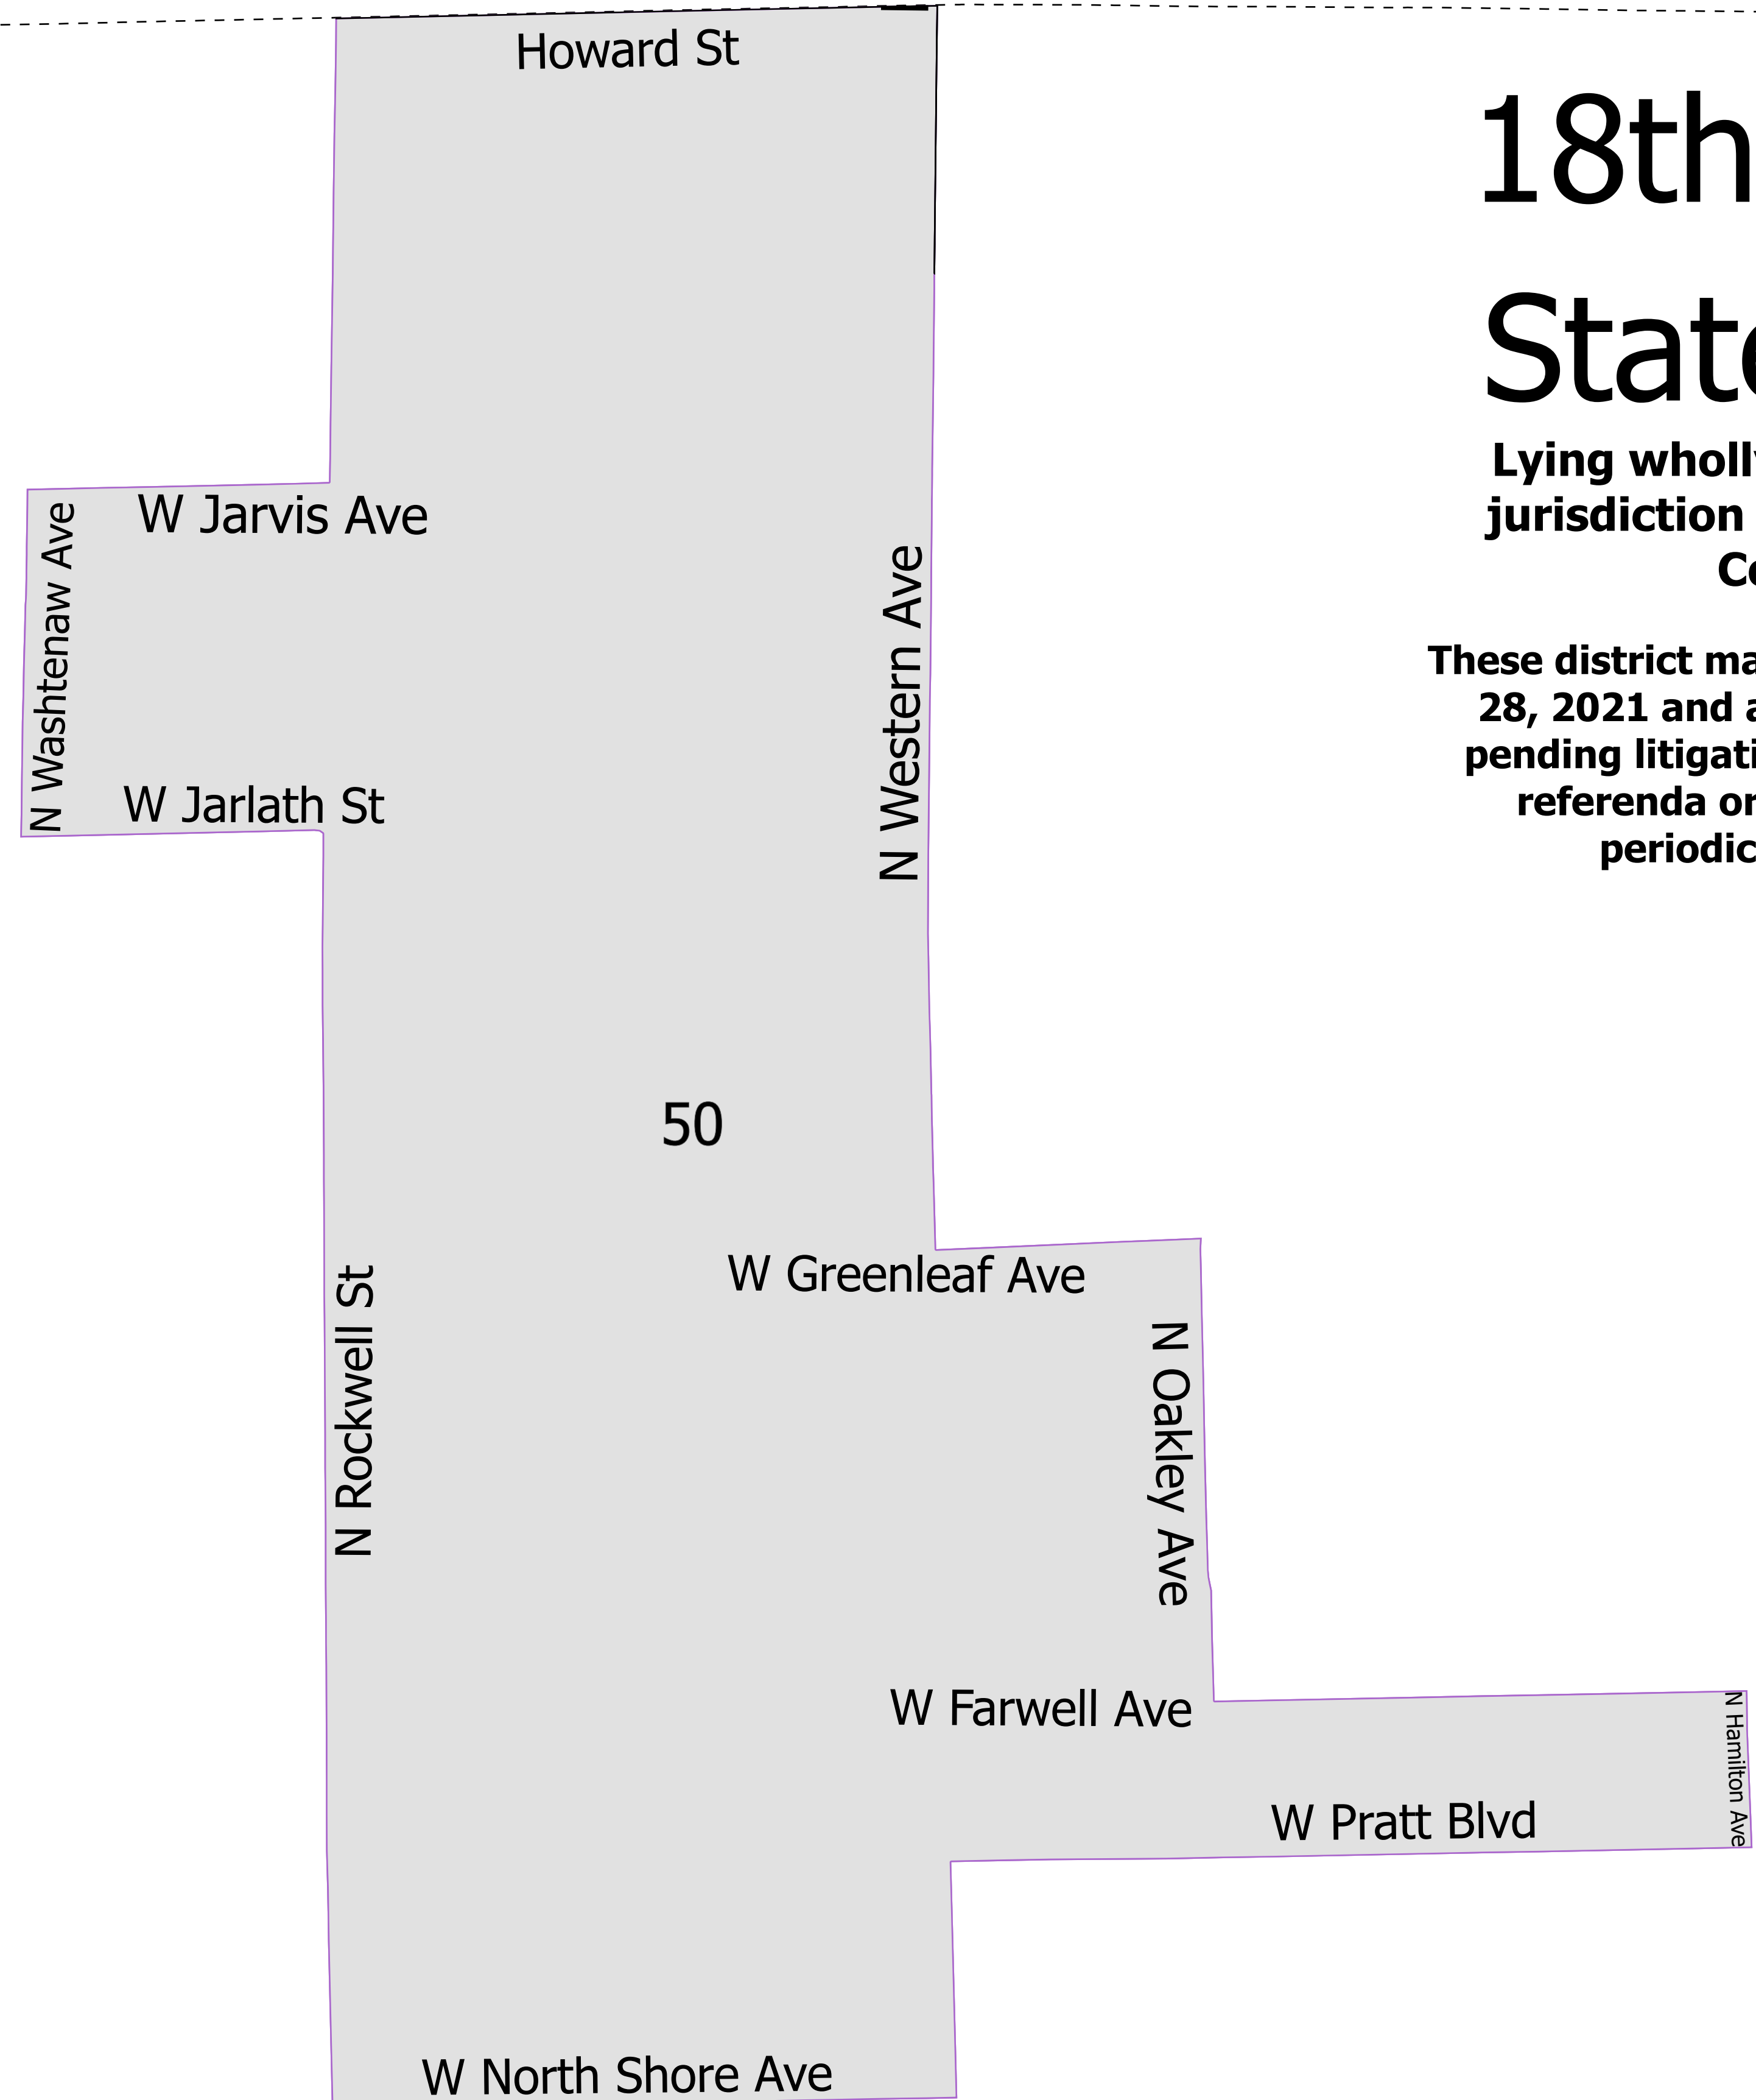 Howard St
18th
State
Lying wholly
jurisdiction
W Jarvis Ave
N Washtenaw Ave
N Western Ave
Co
These district ma
28, 2021 and a
pending litigati
W Jarlath St
referenda or
periodic
50
W Greenleaf Ave
N Rockwell St
N Oakley Ave
W Farwell Ave
N Hamilton Ave
W Pratt Blvd
W North Shore Ave